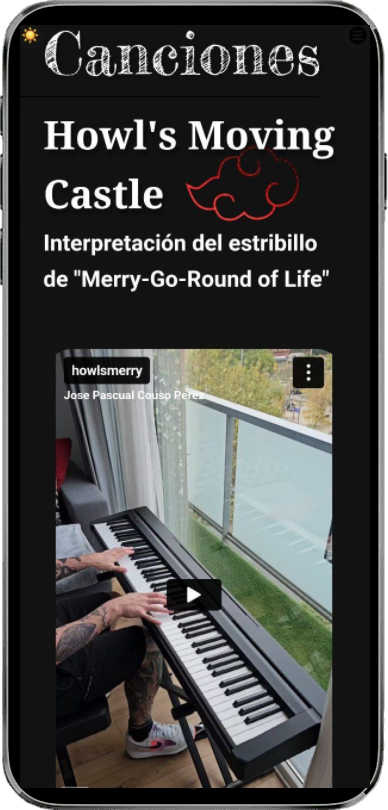 Canciones
Howl's Moving
Castle
Interpretación del estribillo
de "Merry-Go-Round of Life"
howlsmerry
Jose Pascual Couso Perez